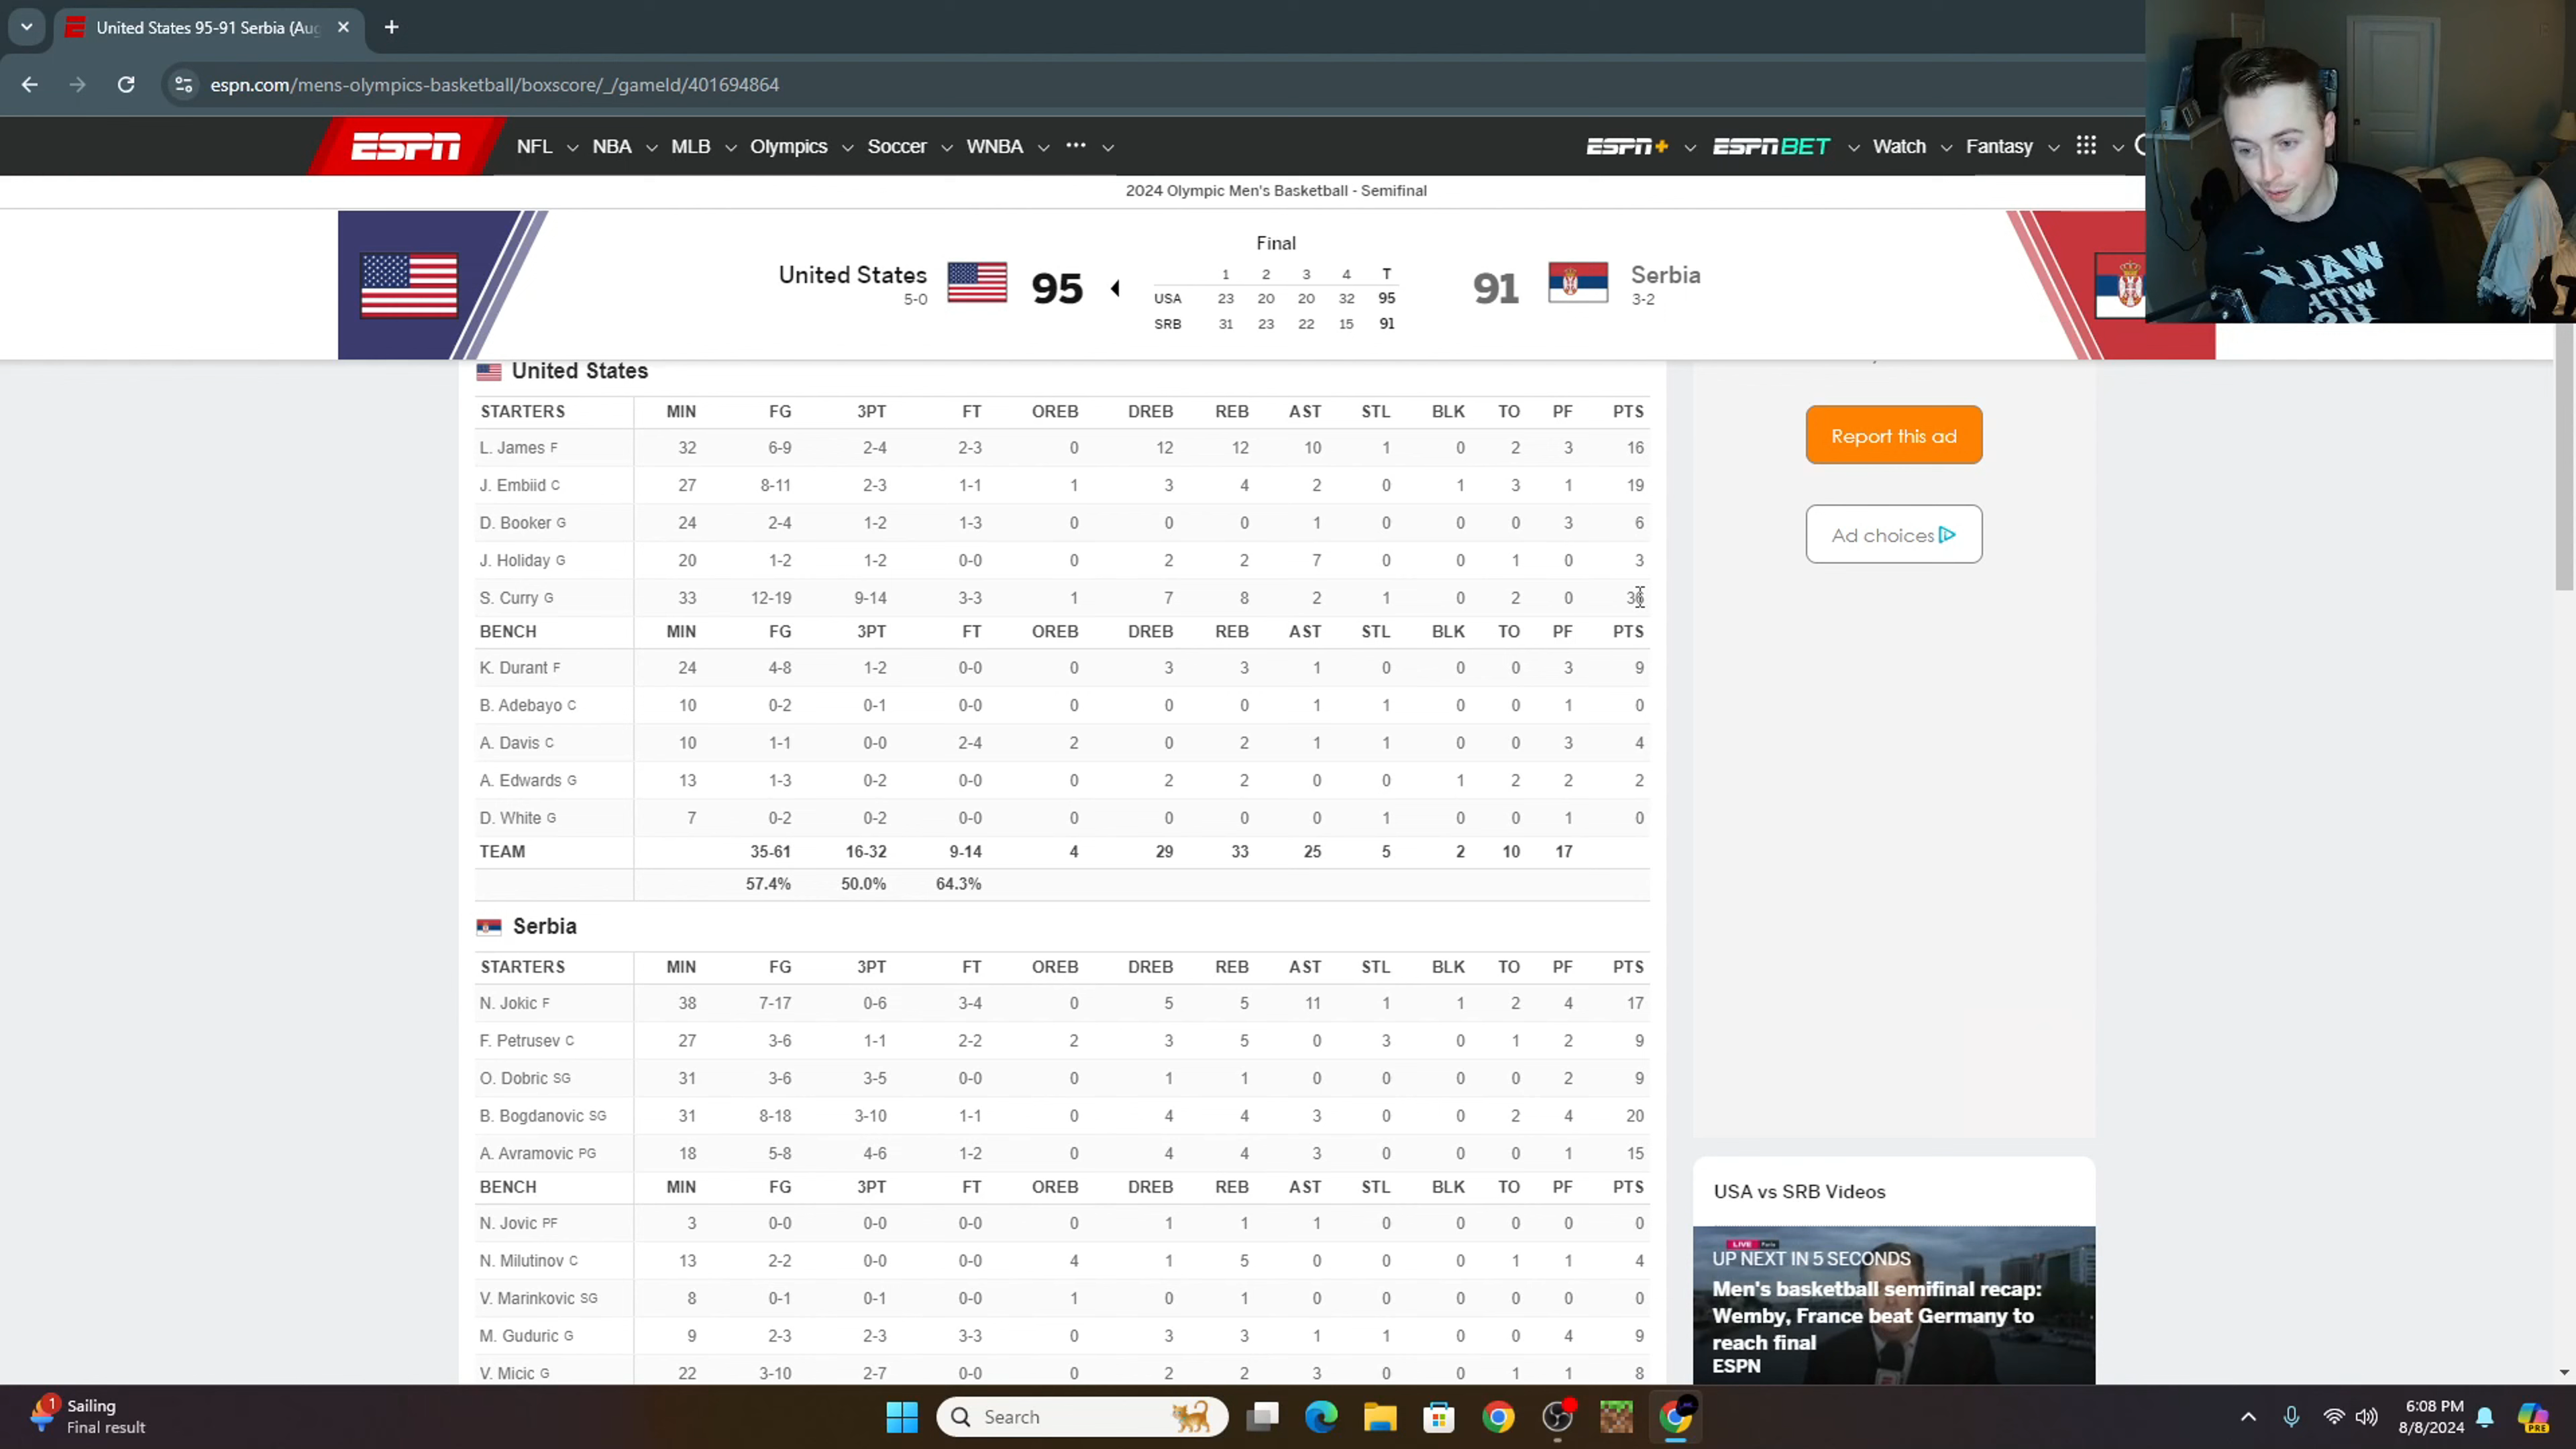 United States 95-91 Serbia (Aug
espn.com/mens-olympics-basketball/boxscore/_/gameId/401694864
ESPN NFL NBA MLB Olympics Soccer WNBA ... ESPN+ ESPN BET Watch Fantasy
2024 Olympic Men's Basketball - Semifinal
Final
United States 5-0 95 91 Serbia 3-2
1 2 3 4 T
USA 23 20 20 32 95
SRB 31 23 22 15 91
WALK WITH US
United States
STARTERS MIN FG 3PT FT OREB DREB REB AST STL BLK TO PF PTS
L. James F 32 6-9 2-4 2-3 0 12 12 10 1 0 2 3 16
J. Embiid C 27 8-11 2-3 1-1 1 3 4 2 0 1 3 1 19
D. Booker G 24 2-4 1-2 1-3 0 0 0 1 0 0 0 3 6
J. Holiday G 20 1-2 1-2 0-0 0 2 2 7 0 0 1 0 3
S. Curry G 33 12-19 9-14 3-3 1 7 8 2 1 0 2 0 36
BENCH MIN FG 3PT FT OREB DREB REB AST STL BLK TO PF PTS
K. Durant F 24 4-8 1-2 0-0 0 3 3 1 0 0 0 3 9
B. Adebayo C 10 0-2 0-1 0-0 0 0 0 1 1 0 0 1 0
A. Davis C 10 1-1 0-0 2-4 2 0 2 1 1 0 0 3 4
A. Edwards G 13 1-3 0-2 0-0 0 2 2 0 0 1 2 2 2
D. White G 7 0-2 0-2 0-0 0 0 0 0 1 0 0 1 0
TEAM 35-61 16-32 9-14 4 29 33 25 5 2 10 17
57.4% 50.0% 64.3%
Serbia
STARTERS MIN FG 3PT FT OREB DREB REB AST STL BLK TO PF PTS
N. Jokic F 38 7-17 0-6 3-4 0 5 5 11 1 1 2 4 17
F. Petrusev C 27 3-6 1-1 2-2 2 3 5 0 3 0 1 2 9
O. Dobric SG 31 3-6 3-5 0-0 0 1 1 0 0 0 0 2 9
B. Bogdanovic SG 31 8-18 3-10 1-1 0 4 4 3 0 0 2 4 20
A. Avramovic PG 18 5-8 4-6 1-2 0 4 4 3 0 0 0 1 15
BENCH MIN FG 3PT FT OREB DREB REB AST STL BLK TO PF PTS
N. Jovic PF 3 0-0 0-0 0-0 0 1 1 1 0 0 0 0 0
N. Milutinov C 13 2-2 0-0 0-0 4 1 5 0 0 0 1 1 4
V. Marinkovic SG 8 0-1 0-1 0-0 1 0 1 0 0 0 0 0 0
M. Guduric G 9 2-3 2-3 3-3 0 3 3 1 1 0 0 4 9
V. Micic G 22 3-10 2-7 0-0 0 2 2 3 0 0 1 1 8
Report this ad
Ad choices
USA vs SRB Videos
LIVE Paris
UP NEXT IN 5 SECONDS
Men's basketball semifinal recap:
Wemby, France beat Germany to
reach final
ESPN
1
Sailing
Final result
Search
6:08 PM
8/8/2024
PRE